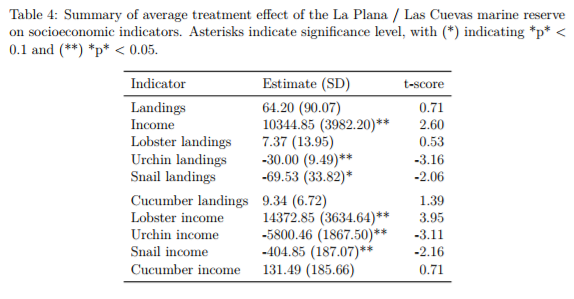 Table 4: Summary of average treatment effect of the La Plana / Las Cuevas marine reserve
on socioeconomic indicators. Asterisks indicate significance level, with (*) indicating *p* <
0.1 and (**) *p* < 0.05.
Indicator Estimate (SD) t-score
Landings 64.20 (90.07) 0.71
Income 10344.85 (3982.20)** 2.60
Lobster landings 7.37 (13.95) 0.53
Urchin landings -30.00 (9.49)** -3.16
Snail landings -69.53 (33.82)* -2.06
Cucumber landings 9.34 (6.72) 1.39
Lobster income 14372.85 (3634.64)** 3.95
Urchin income -5800.46 (1867.50)** -3.11
Snail income -404.85 (187.07)** -2.16
Cucumber income 131.49 (185.66) 0.71